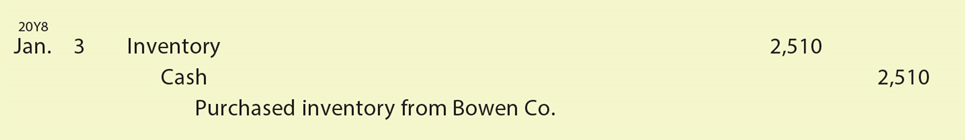 20Y8
Jan. 3 Inventory 2,510
Cash 2,510
Purchased inventory from Bowen Co.